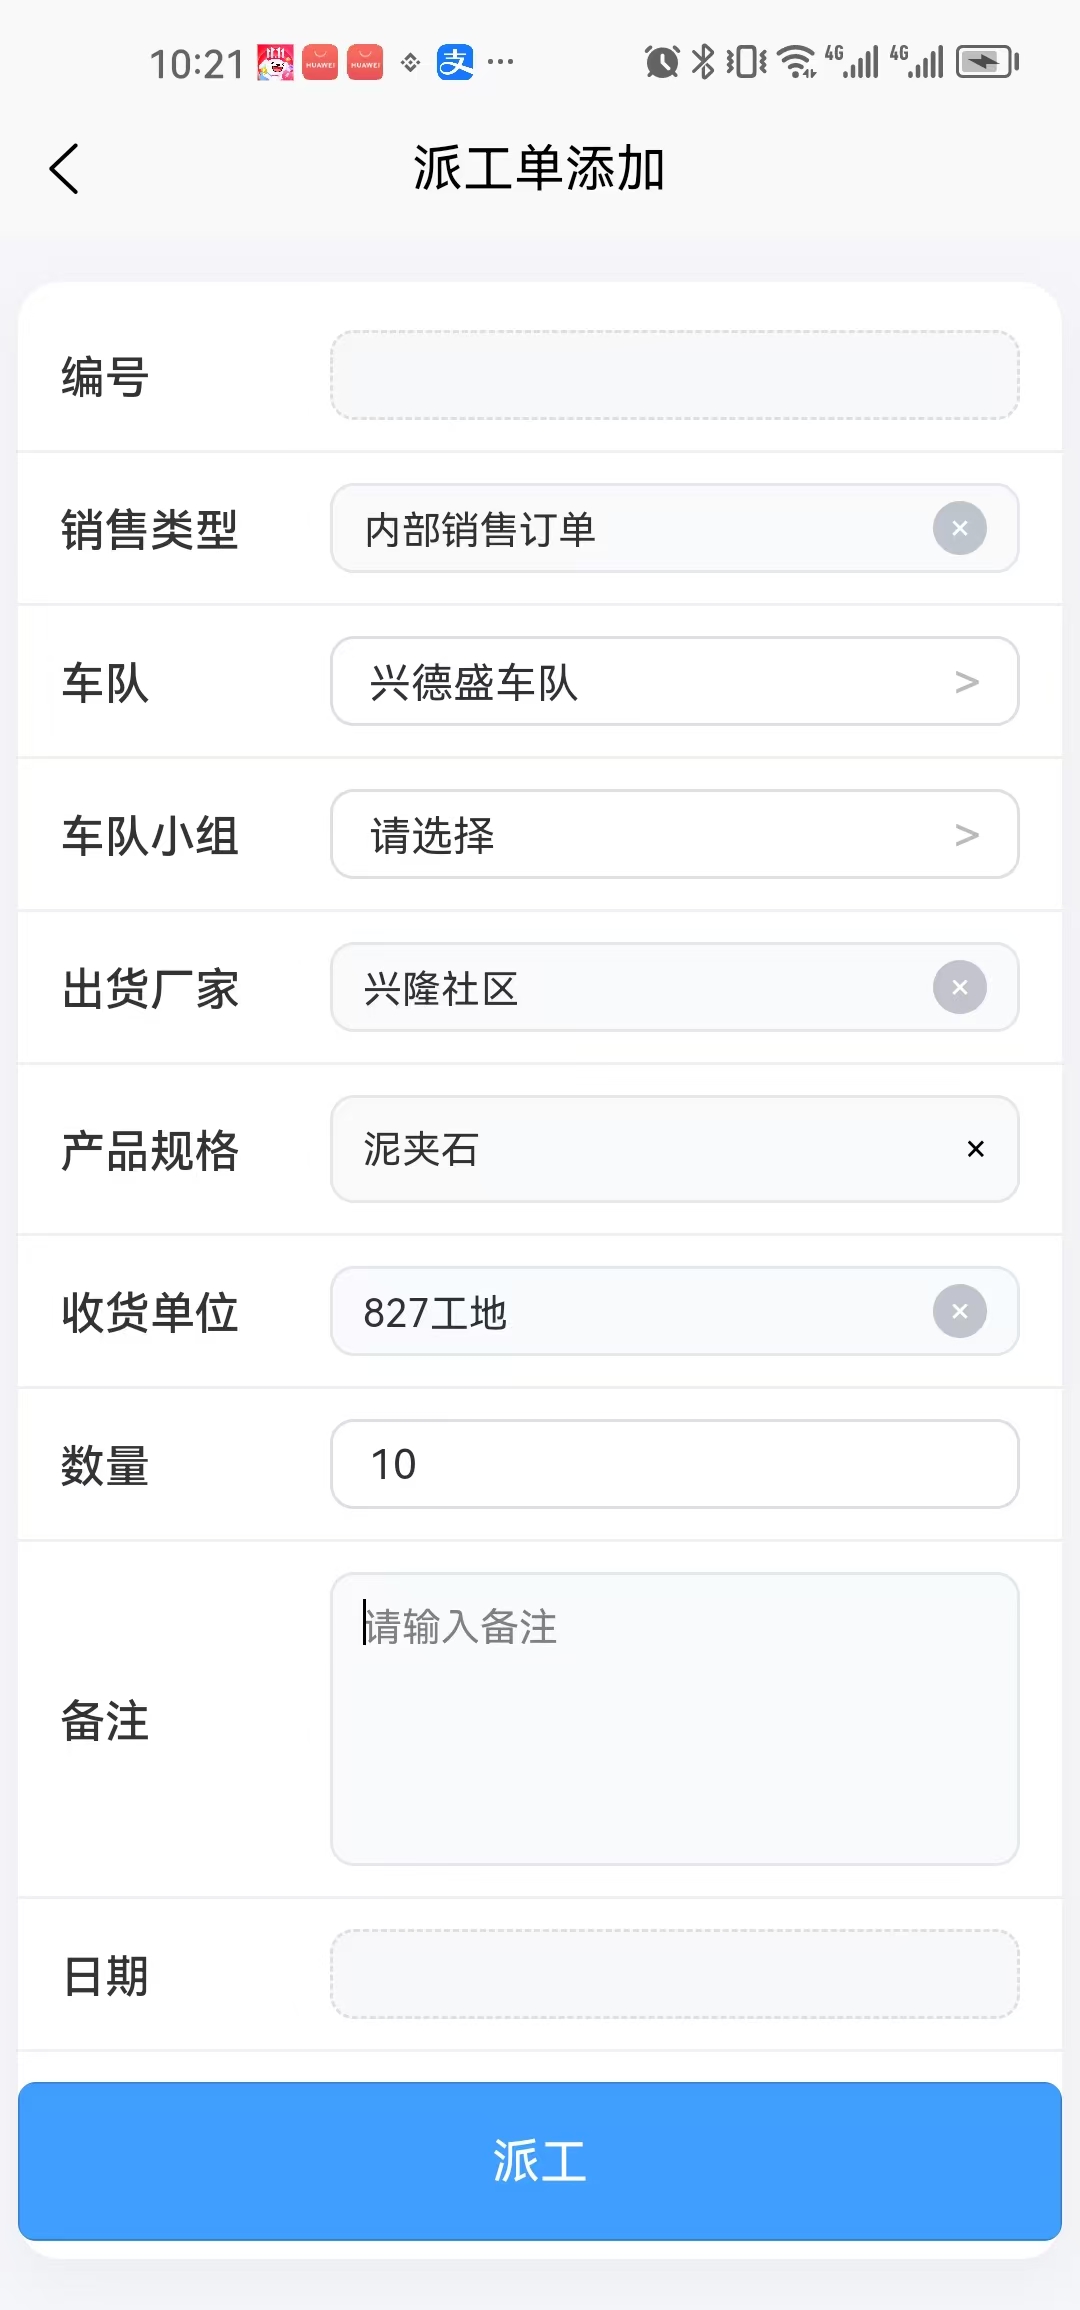 10:21
派工单添加
编号
销售类型 内部销售订单
车队 兴德盛车队 >
车队小组 请选择 >
出货厂家 兴隆社区
产品规格 泥夹石
收货单位 827工地
数量 10
备注 请输入备注
日期
派工